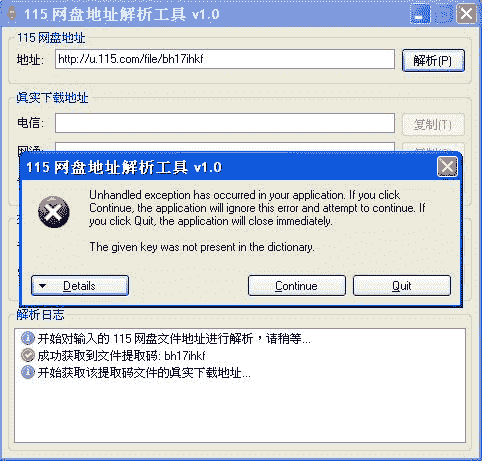 115 网盘地址解析工具 v1.0
115 网盘地址
地址: http://u.115.com/file/bh17ihkf 解析(P)
真实下载地址
电信: 复制(T)
网通:
115 网盘地址解析工具 v1.0
Unhandled exception has occurred in your application. If you click
Continue, the application will ignore this error and attempt to continue. If
you click Quit, the application will close immediately.
The given key was not present in the dictionary.
Details Continue Quit
解析日志
开始对输入的 115 网盘文件地址进行解析，请稍等...
成功获取到文件提取码: bh17ihkf
开始获取该提取码文件的真实下载地址...